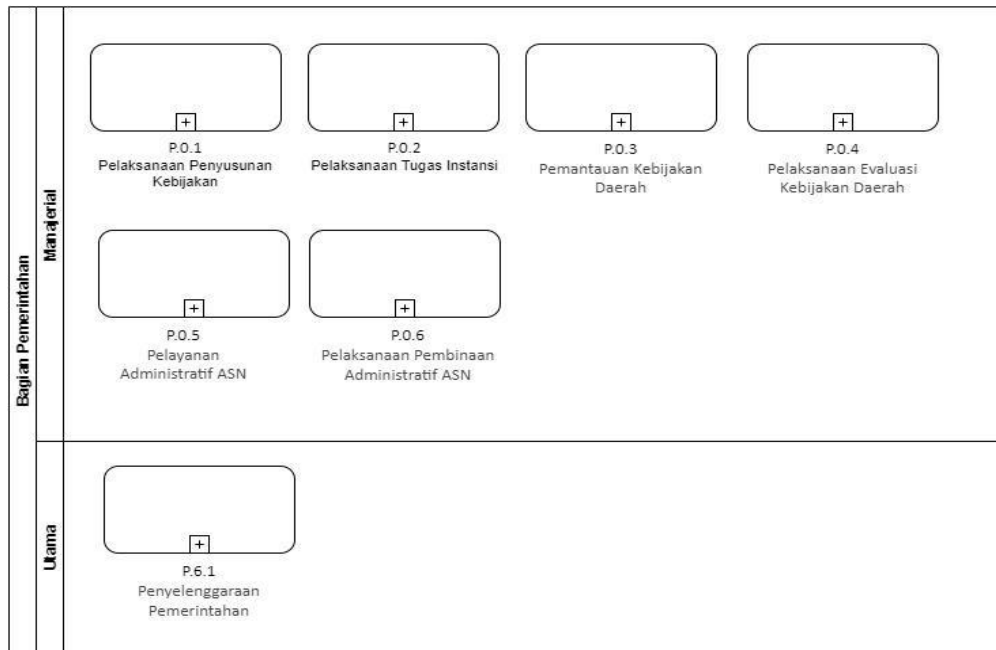 Bagian Pemerintahan
Manajerial
P.0.1
Pelaksanaan Penyusunan
Kebijakan
P.0.2
Pelaksanaan Tugas Instansi
P.0.3
Pemantauan Kebijakan
Daerah
P.0.4
Pelaksanaan Evaluasi
Kebijakan Daerah
P.0.5
Pelayanan
Administratif ASN
P.0.6
Pelaksanaan Pembinaan
Administratif ASN
Utama
P.6.1
Penyelenggaraan
Pemerintahan